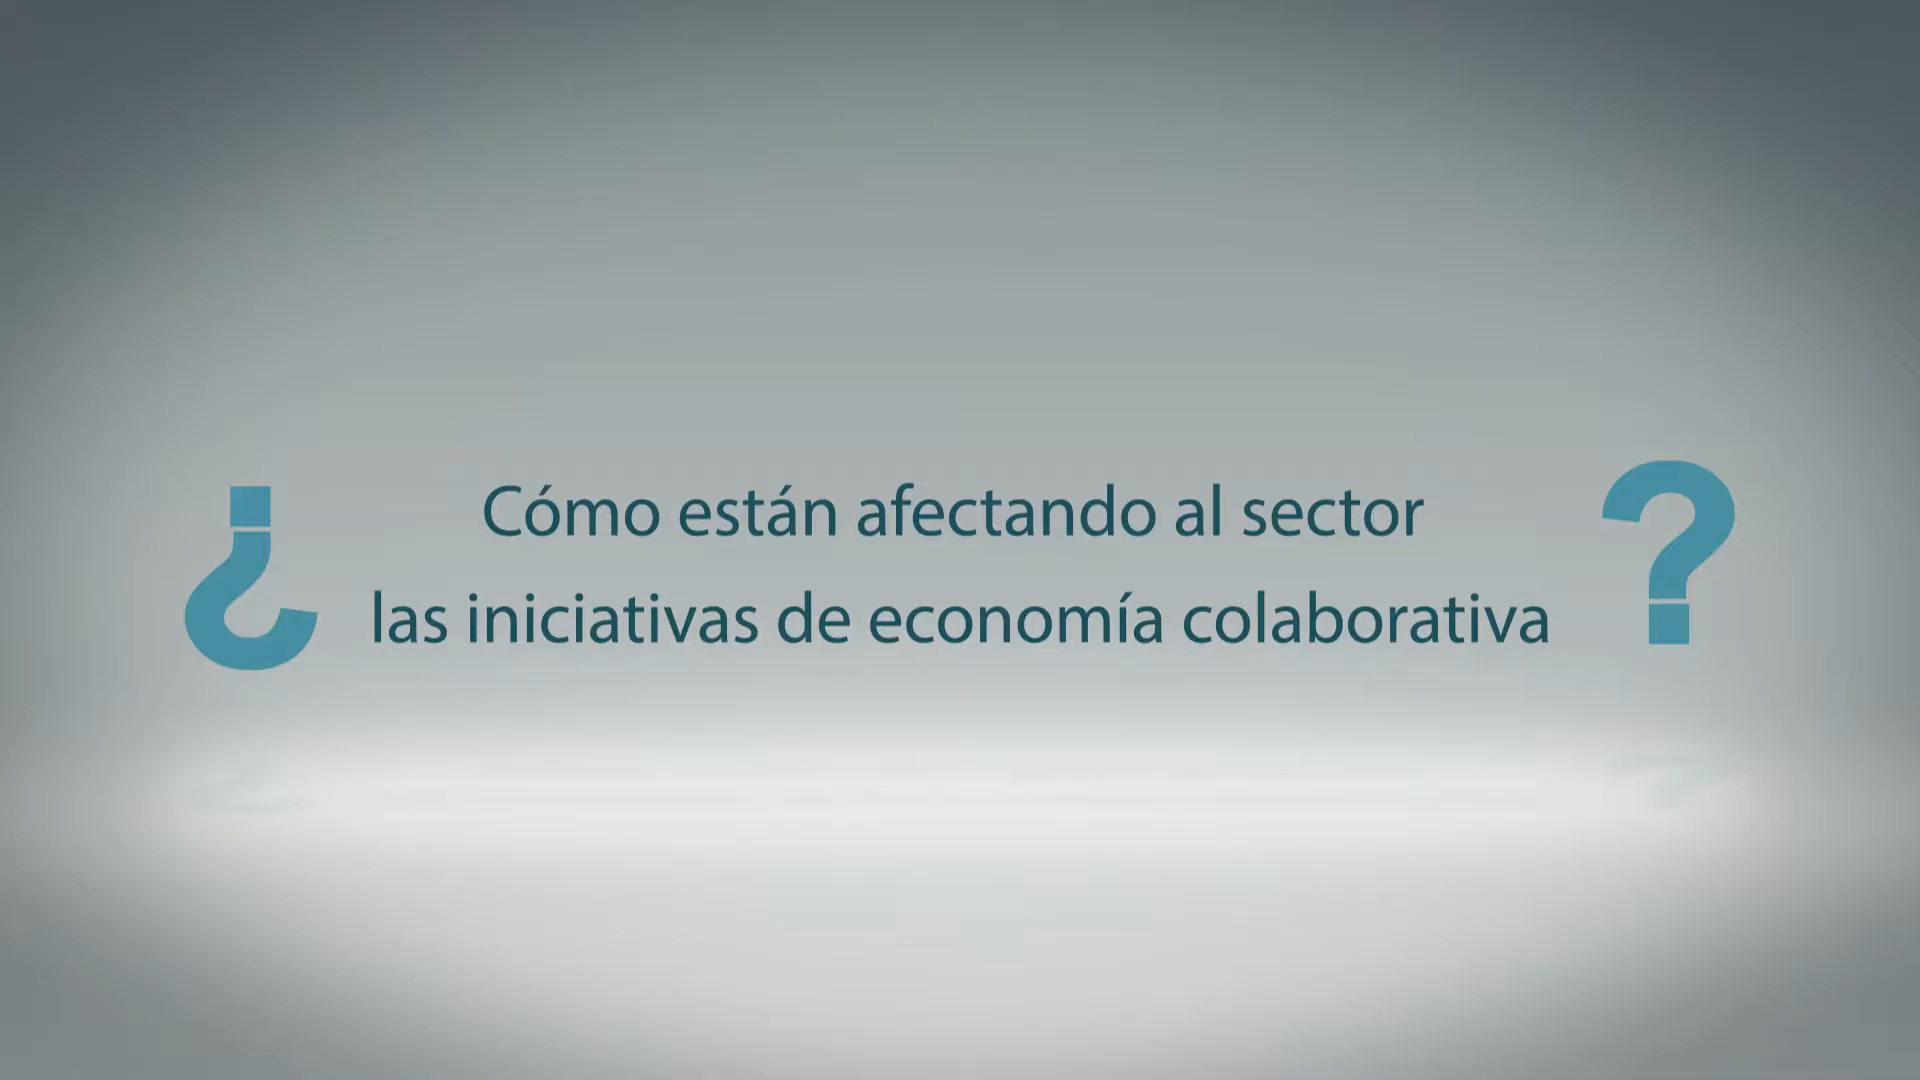 ¿Cómo están afectando al sector
las iniciativas de economía colaborativa?